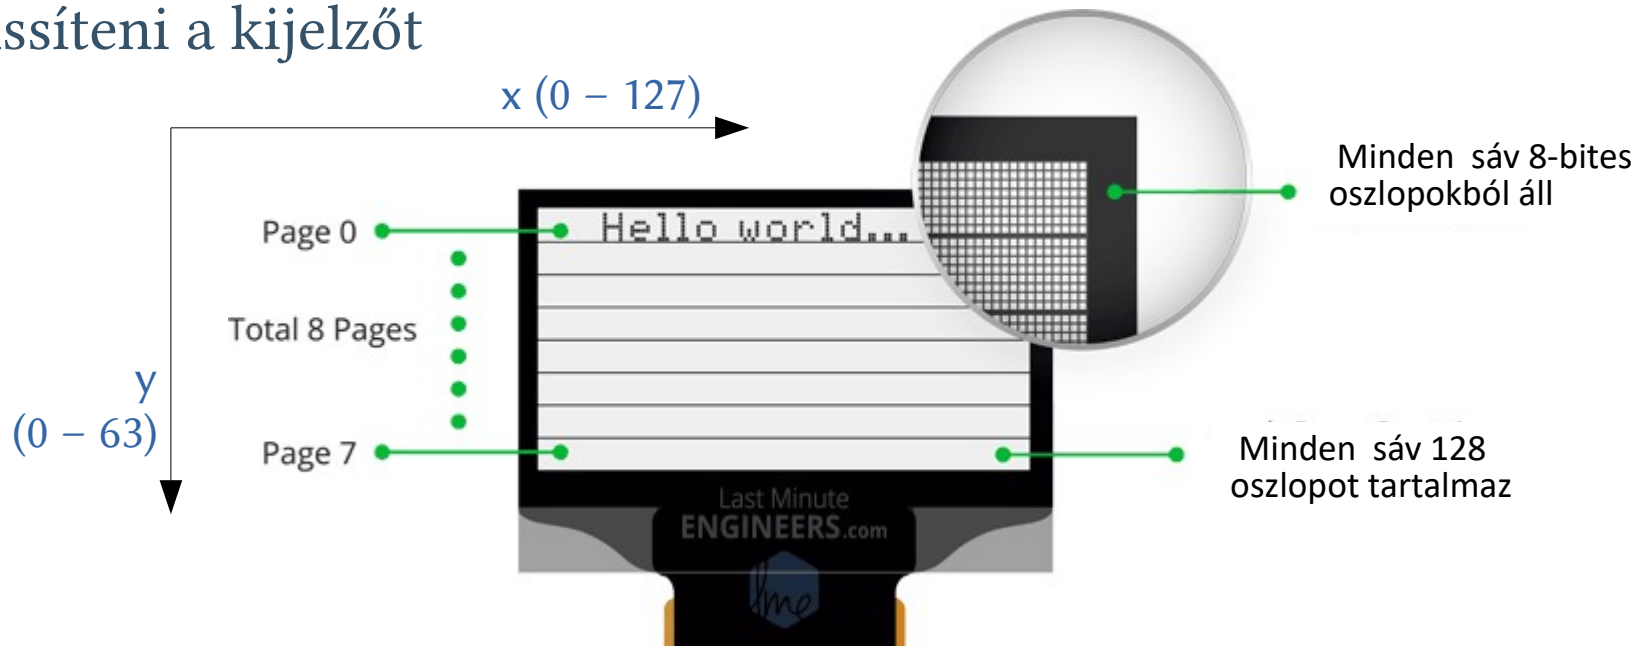 kijelzőt
x (0 – 127)
Minden sáv 8-bites
oszlopokból áll
Page 0
Hello world...
Total 8 Pages
y
(0 – 63)
Page 7
Minden sáv 128
oszlopot tartalmaz
Last Minute
ENGINEERS.com
lme